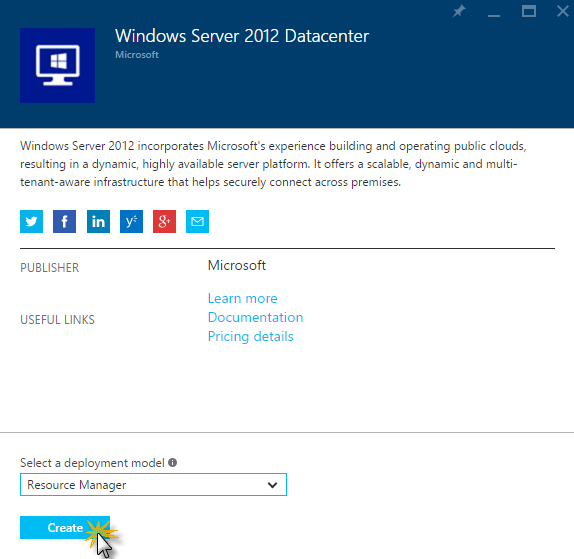 Windows Server 2012 Datacenter
Microsoft
Windows Server 2012 incorporates Microsoft's experience building and operating public clouds,
resulting in a dynamic, highly available server platform. It offers a scalable, dynamic and multi-
tenant-aware infrastructure that helps securely connect across premises.
f in y g+
PUBLISHER Microsoft
Learn more
USEFUL LINKS Documentation
Pricing details
Select a deployment model
Resource Manager
Create